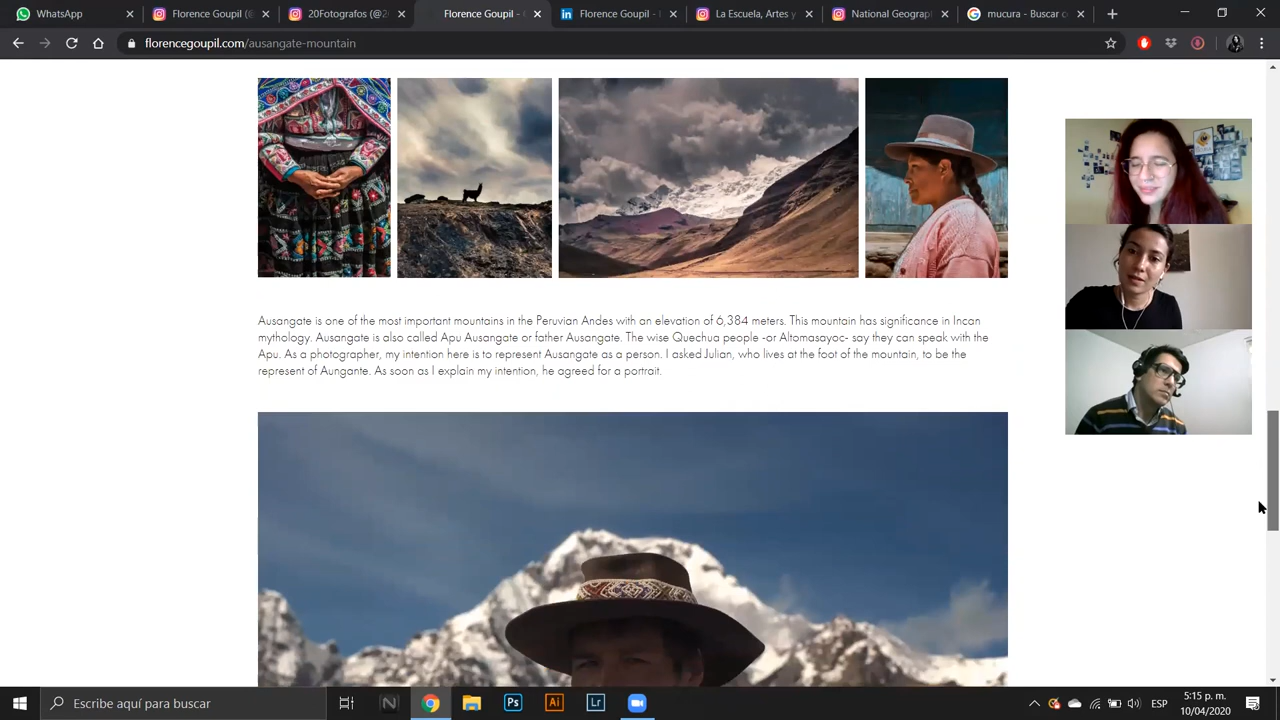 WhatsApp
Florence Goupil (@
20Fotografos (@2
Florence Goupil -
Florence Goupil -
La Escuela, Artes y
National Geograp
mucura - Buscar c
florencegoupil.com/ausangate-mountain
Ausangate is one of the most important mountains in the Peruvian Andes with an elevation of 6,384 meters. This mountain has significance in Incan
mythology. Ausangate is also called Apu Ausangate or father Ausangate. The wise Quechua people -or Altomasayoc- say they can speak with the
Apu. As a photographer, my intention here is to represent Ausangate as a person. I asked Julian, who lives at the foot of the mountain, to be the
represent of Aungante. As soon as I explain my intention, he agreed for a portrait.
Escribe aquí para buscar
N
Ps
Ai
Lr
ESP
5:15 p. m.
10/04/2020